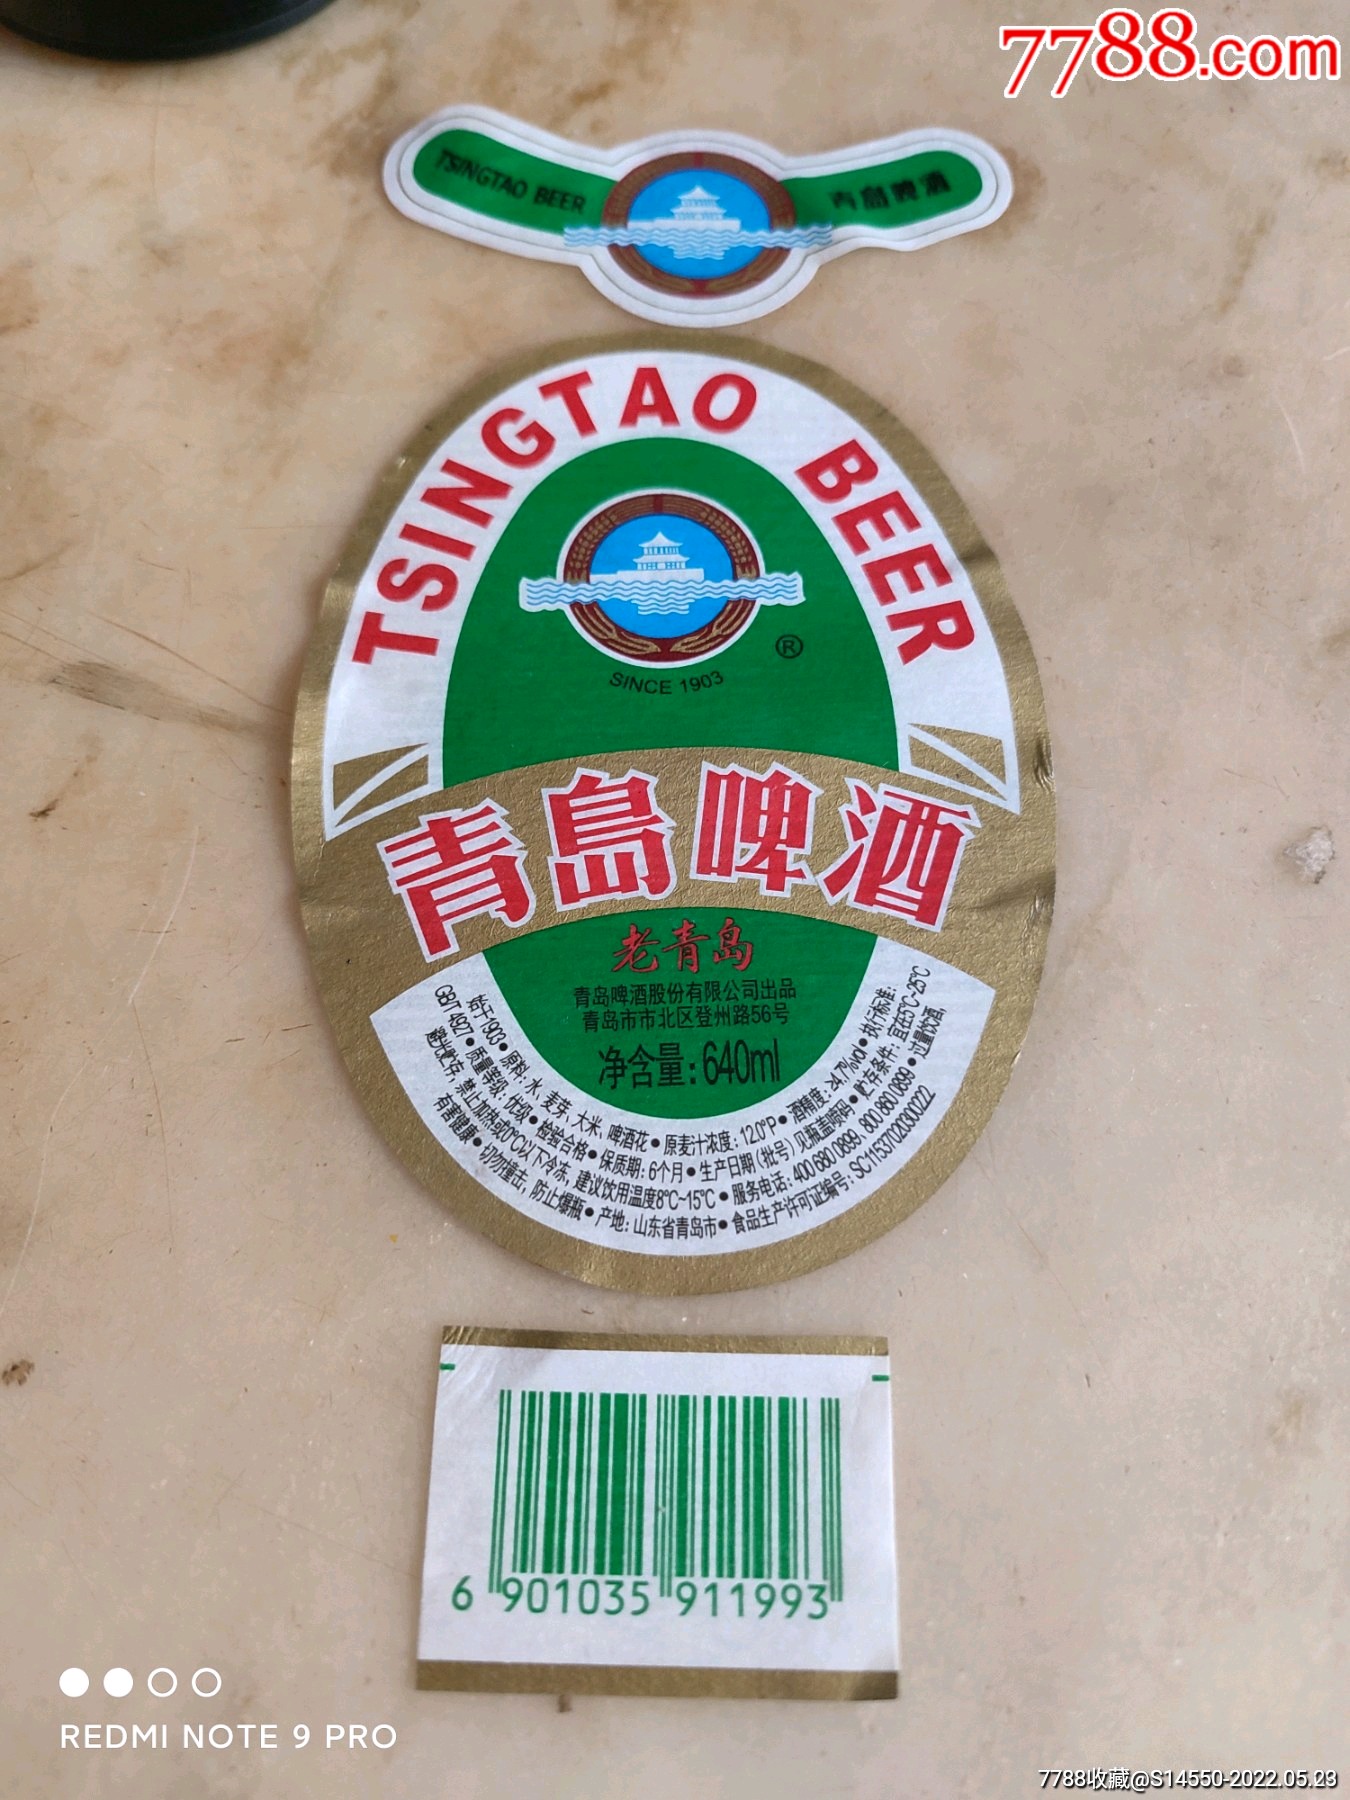 7788.com
TSINGTAO BEER
青島啤酒
TSINGTAO BEER
®
SINCE 1903
青島啤酒
老青岛
青岛啤酒股份有限公司出品
青岛市市北区登州路56号
净含量:640ml
始于1903•原料:水、麦芽、大米、啤酒花•原麦汁浓度:12.0°P•酒精度:≥4.7%vol•执行标准:
GB/T 4927•质量等级:优级•检验合格•保质期:6个月•生产日期(批号)见瓶盖喷码•贮存条件:宜在5℃~25℃
避光贮存,禁止加热或0℃以下冷冻,建议饮用温度8℃~15℃•服务电话:400 680 0899, 800 860 0899•过量饮酒,
有害健康•切勿撞击,防止爆瓶•产地:山东省青岛市•食品生产许可证编号:SC11537020300222
6 901035 911993
REDMI NOTE 9 PRO
7788收藏@S14550-2022.05.23